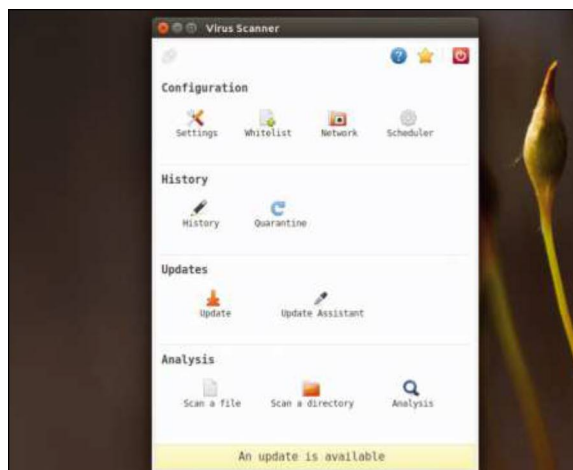 Virus Scanner
Configuration
Settings Whitelist Network Scheduler
History
History Quarantine
Updates
Update Update Assistant
Analysis
Scan a file Scan a directory Analysis
An update is available